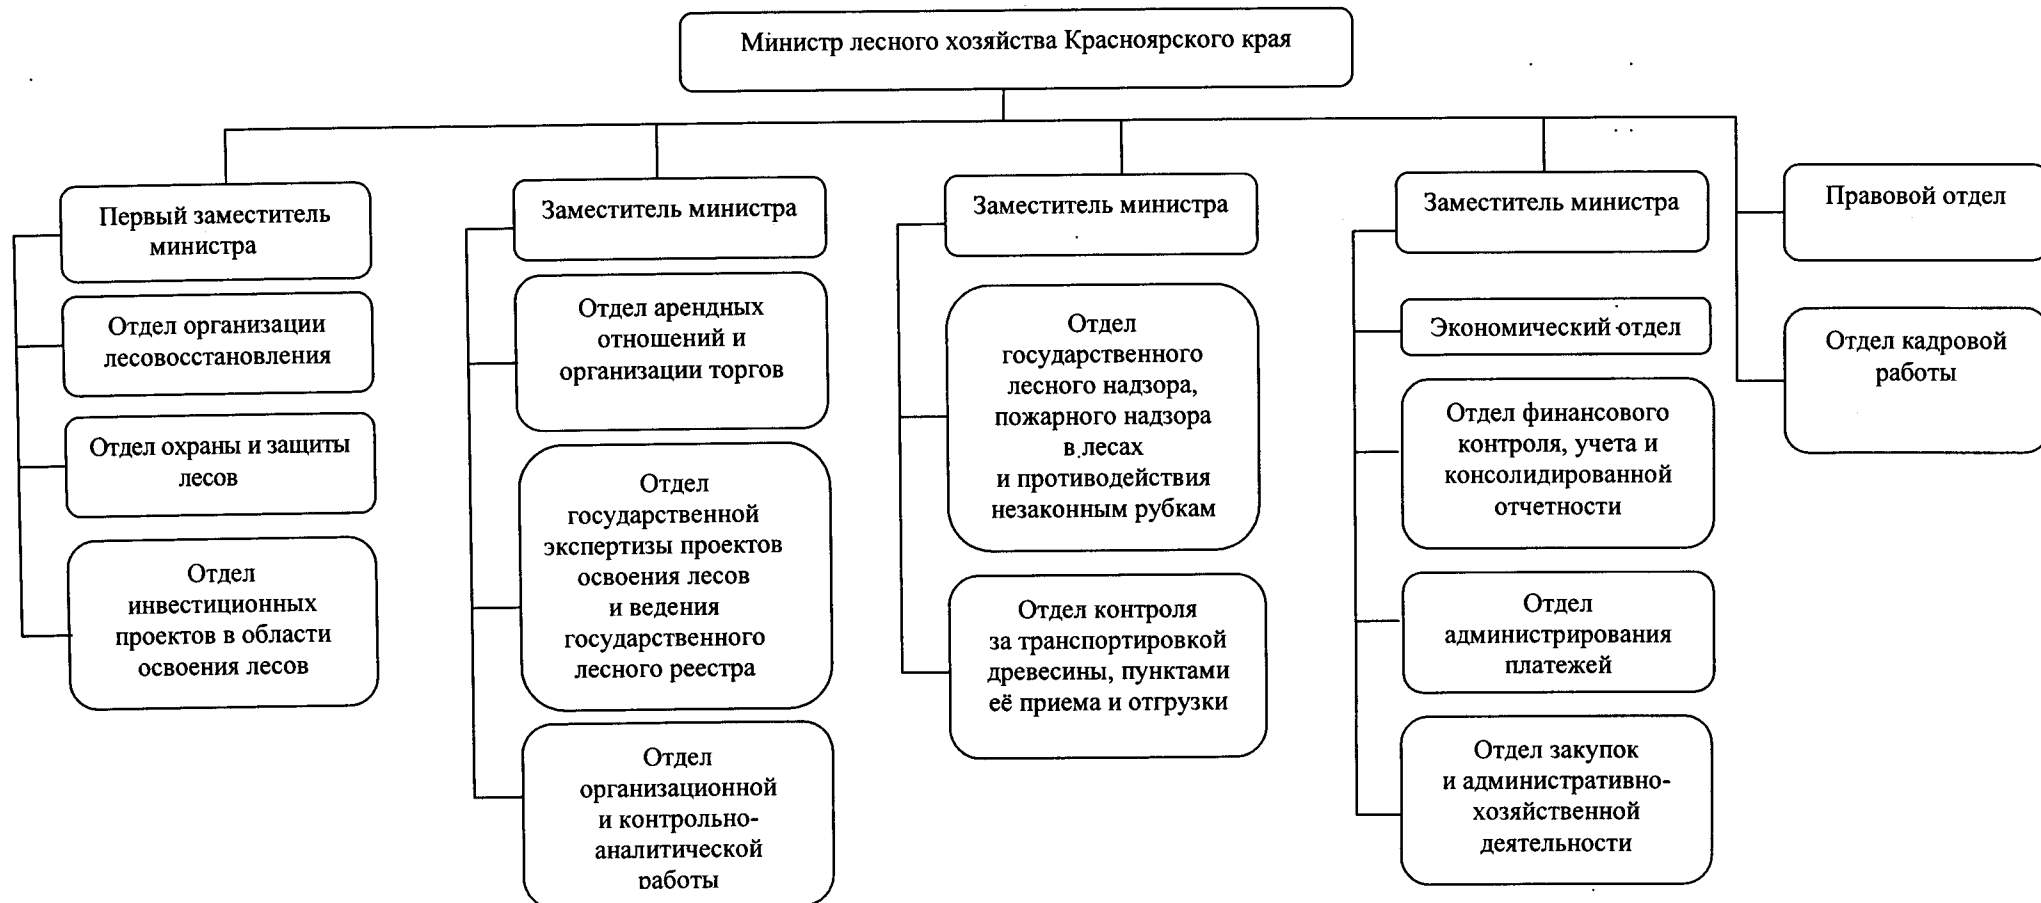 Министр лесного хозяйства Красноярского края
Первый заместитель
министра
Отдел организации
лесовосстановления
Отдел охраны и защиты
лесов
Отдел
инвестиционных
проектов в области
освоения лесов
Заместитель министра
Отдел арендных
отношений и
организации торгов
Отдел
государственной
экспертизы проектов
освоения лесов
и ведения
государственного
лесного реестра
Отдел
организационной
и контрольно-
аналитической
работы
Заместитель министра
Отдел
государственного
лесного надзора,
пожарного надзора
в лесах
и противодействия
незаконным рубкам
Отдел контроля
за транспортировкой
древесины, пунктами
её приема и отгрузки
Заместитель министра
Экономический отдел
Отдел финансового
контроля, учета и
консолидированной
отчетности
Отдел
администрирования
платежей
Отдел закупок
и административно-
хозяйственной
деятельности
Правовой отдел
Отдел кадровой
работы